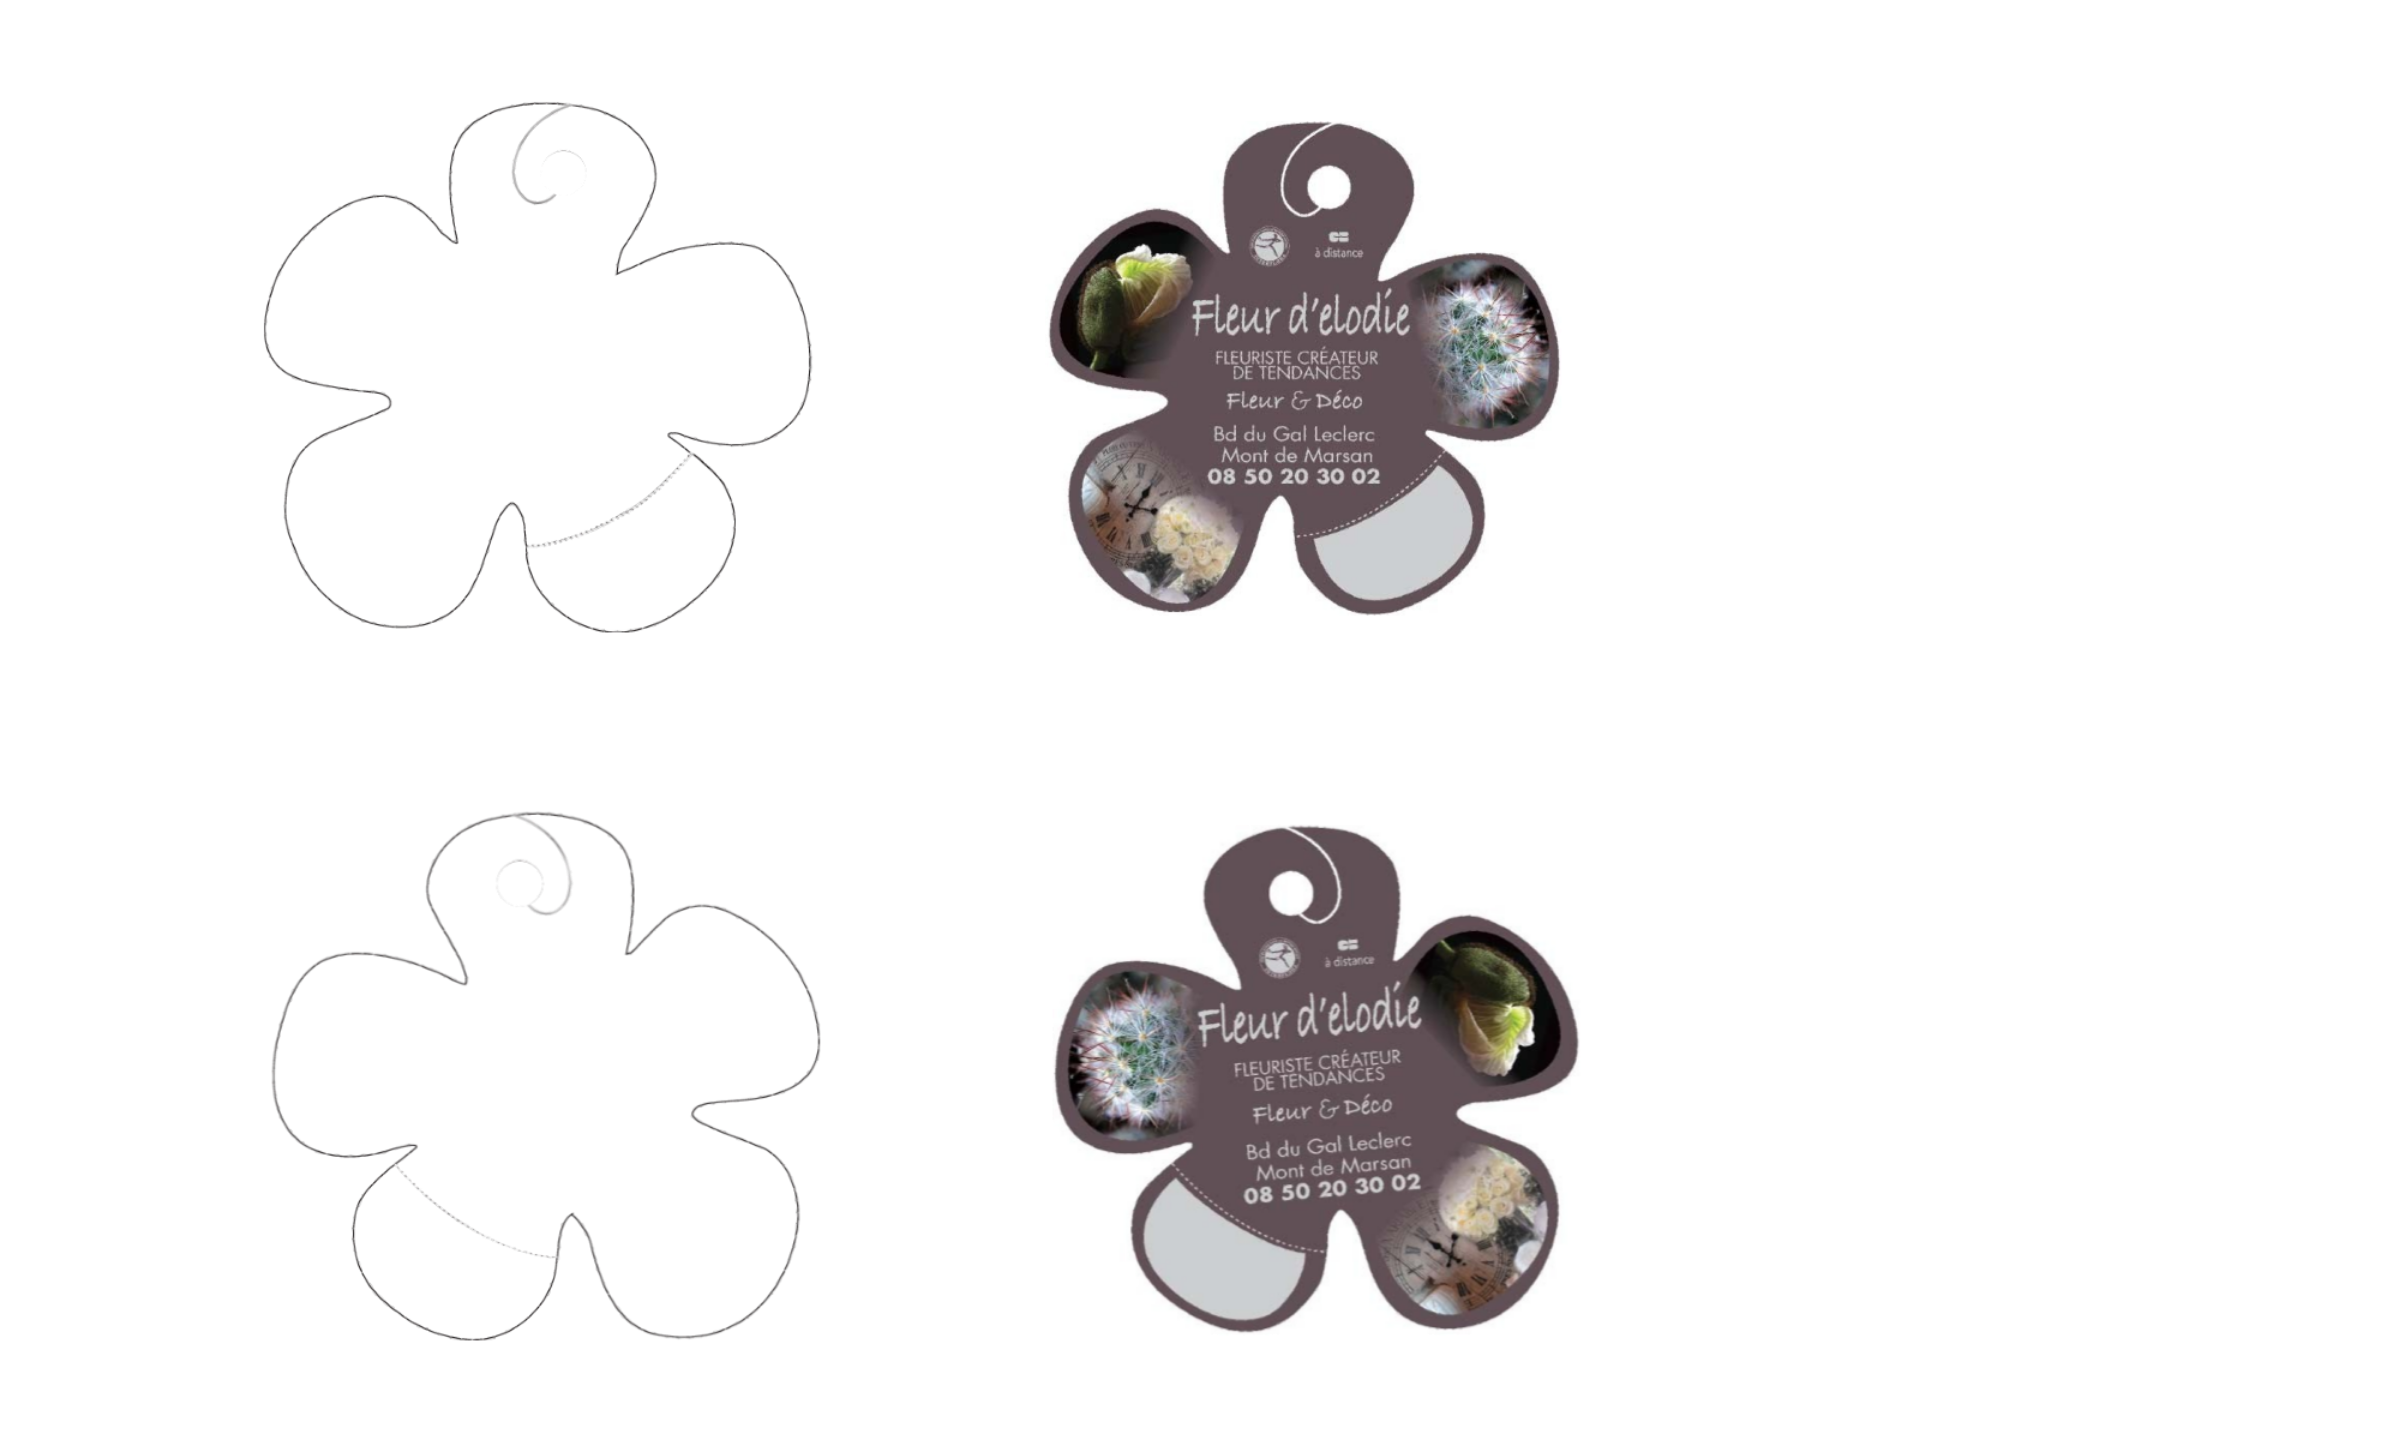 à distance
Fleur d'elodie
FLEURISTE CRÉATEUR
DE TENDANCES
Fleur & Déco
Bd du Gal Leclerc
Mont de Marsan
08 50 20 30 02
à distance
Fleur d'elodie
FLEURISTE CRÉATEUR
DE TENDANCES
Fleur & Déco
Bd du Gal Leclerc
Mont de Marsan
08 50 20 30 02